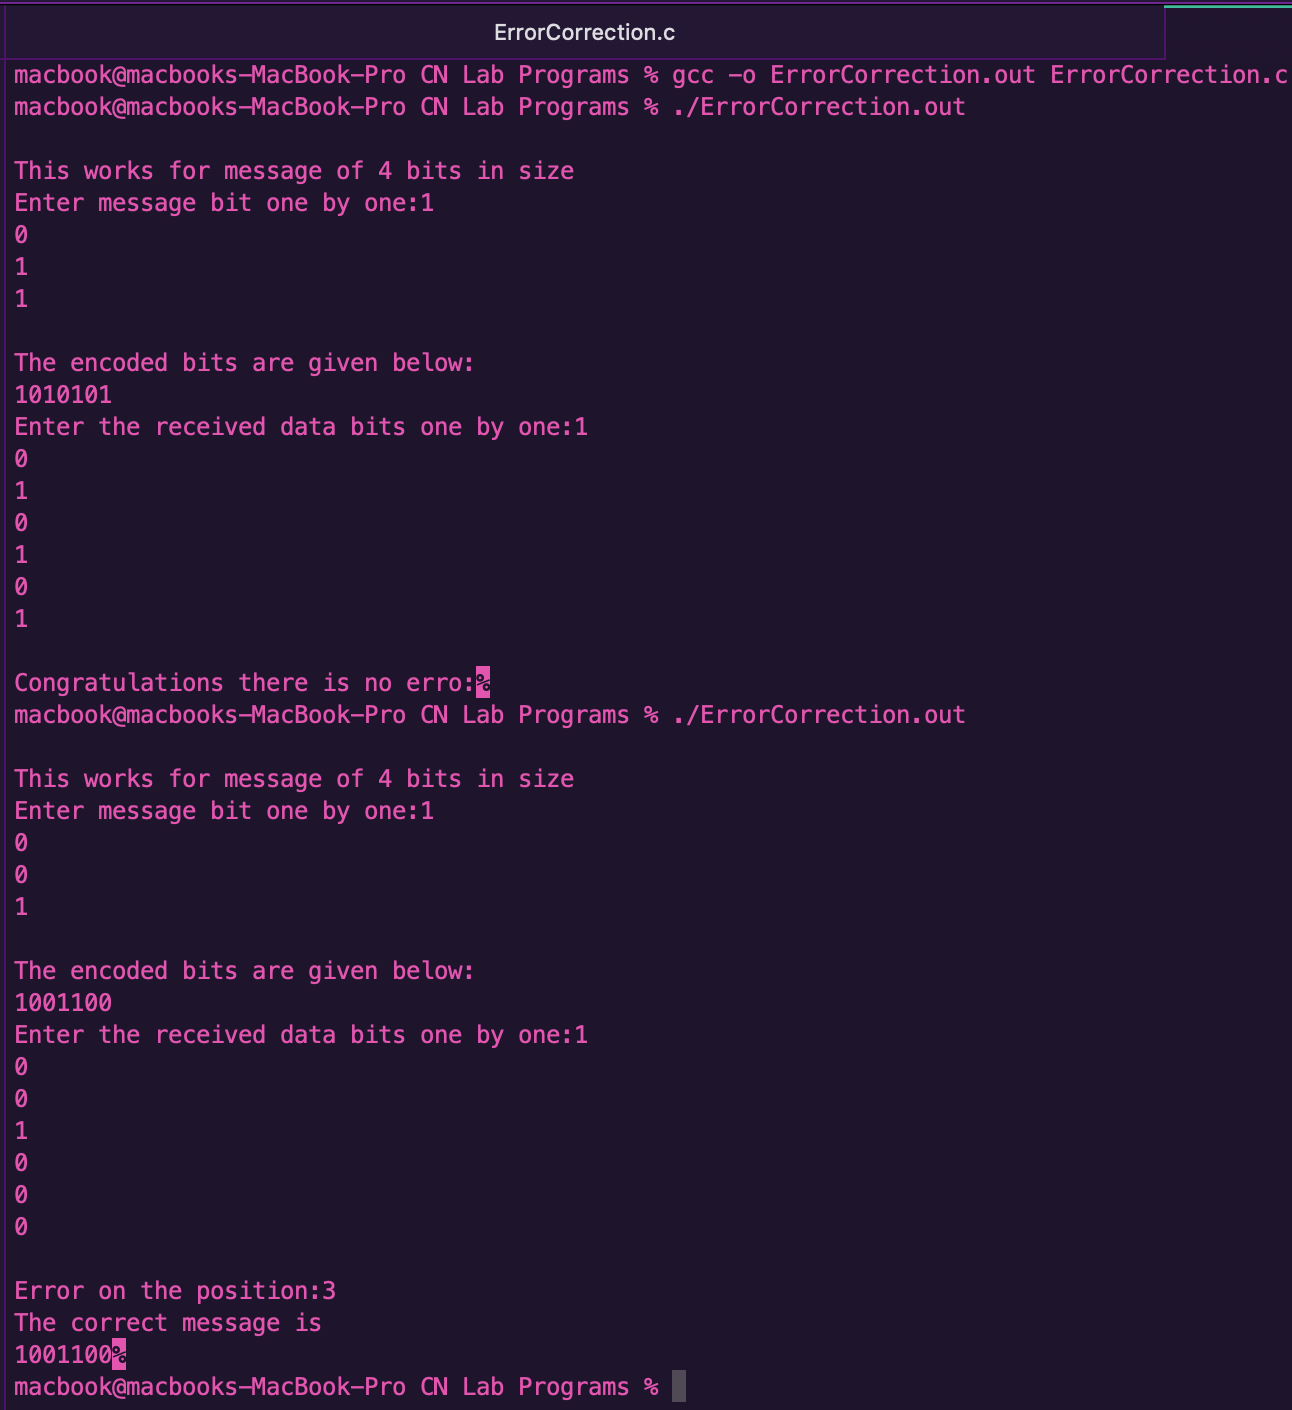 ErrorCorrection.c
macbook@macbooks-MacBook-Pro CN Lab Programs % gcc -o ErrorCorrection.out ErrorCorrection.c
macbook@macbooks-MacBook-Pro CN Lab Programs % ./ErrorCorrection.out
This works for message of 4 bits in size
Enter message bit one by one:1
0
1
1
The encoded bits are given below:
1010101
Enter the received data bits one by one:1
0
1
0
1
0
1
Congratulations there is no erro:%
macbook@macbooks-MacBook-Pro CN Lab Programs % ./ErrorCorrection.out
This works for message of 4 bits in size
Enter message bit one by one:1
0
0
1
The encoded bits are given below:
1001100
Enter the received data bits one by one:1
0
0
1
0
0
0
Error on the position:3
The correct message is
1001100%
macbook@macbooks-MacBook-Pro CN Lab Programs %